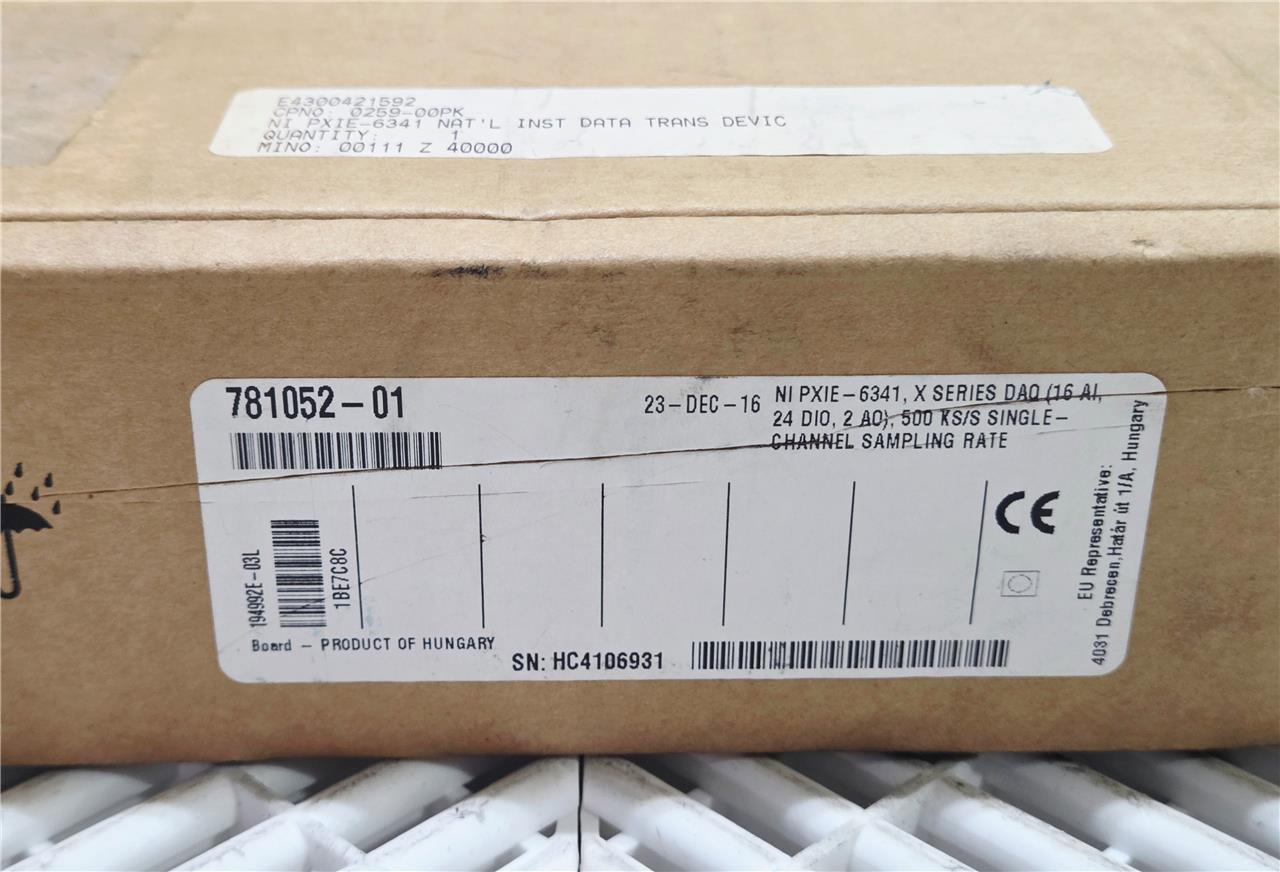 E4300421592
CPNO: 0259-00PK
NI PXIE-6341 NAT'L INST DATA TRANS DEVIC
QUANTITY: 1
MINO: 00111 Z 40000
781052-01
23-DEC-16
NI PXIE-6341, X SERIES DAQ (16 AI,
24 DIO, 2 AO), 500 KS/S SINGLE-
CHANNEL SAMPLING RATE
194992E-03L
1BE7C8C
CE
EU Representative:
4031 Debrecen, Határ út 1/A, Hungary
Board - PRODUCT OF HUNGARY
SN: HC4106931